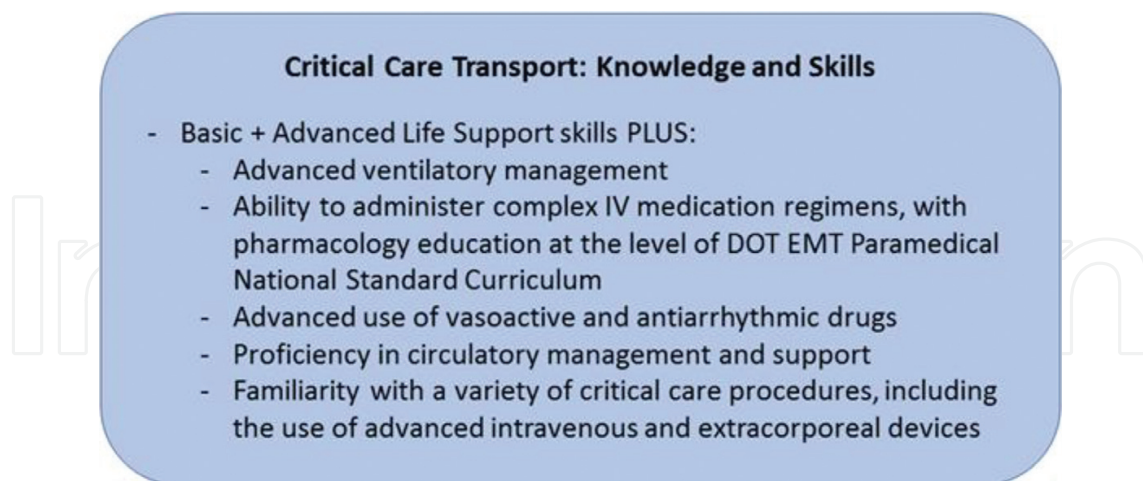 Critical Care Transport: Knowledge and Skills
- Basic + Advanced Life Support skills PLUS:
- Advanced ventilatory management
- Ability to administer complex IV medication regimens, with
pharmacology education at the level of DOT EMT Paramedical
National Standard Curriculum
- Advanced use of vasoactive and antiarrhythmic drugs
- Proficiency in circulatory management and support
- Familiarity with a variety of critical care procedures, including
the use of advanced intravenous and extracorporeal devices